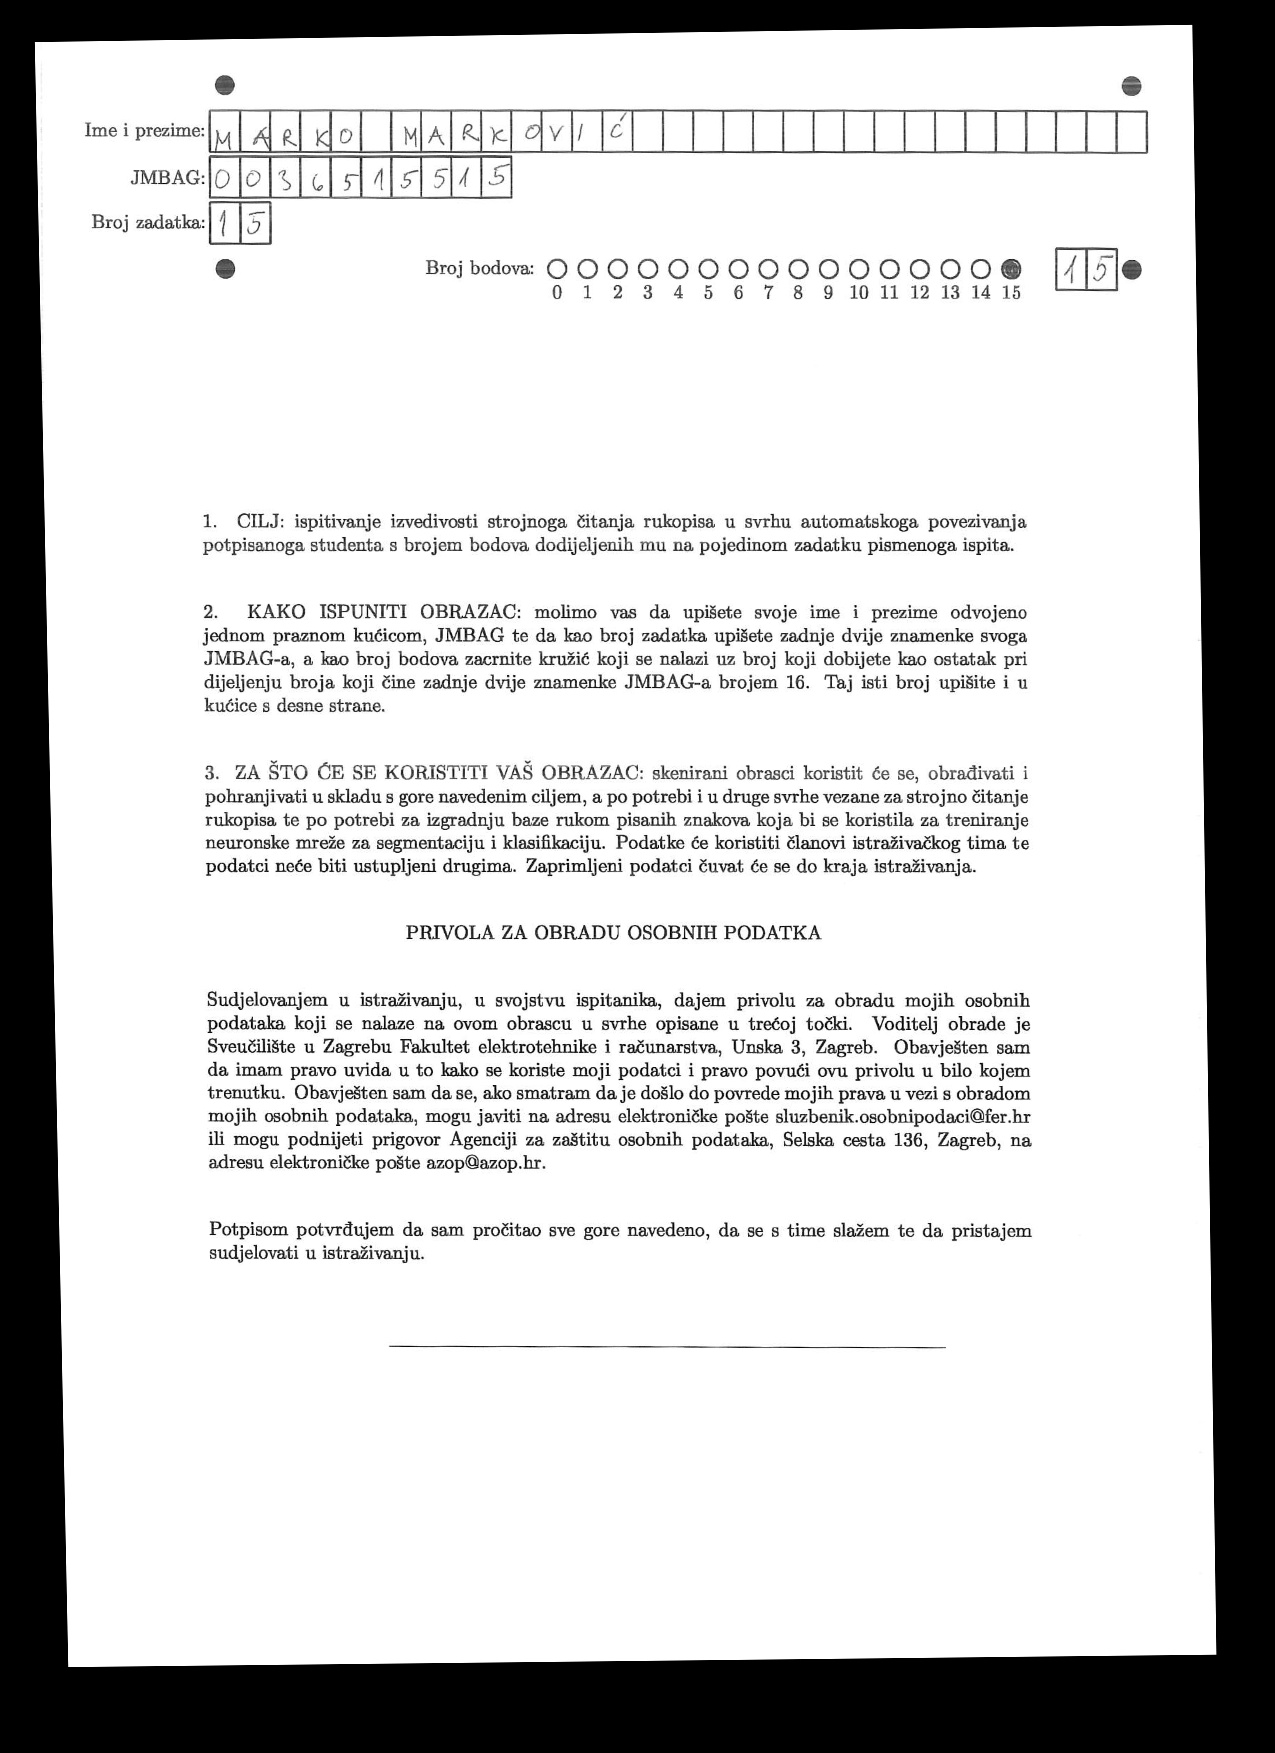 Ime i prezime: MARKO MARKOVIĆ
JMBAG: 0036515515
Broj zadatka: 15
Broj bodova: 15
0 1 2 3 4 5 6 7 8 9 10 11 12 13 14 15
1. CILJ: ispitivanje izvedivosti strojnoga čitanja rukopisa u svrhu automatskoga povezivanja
potpisanoga studenta s brojem bodova dodijeljenih mu na pojedinom zadatku pismenoga ispita.
2. KAKO ISPUNITI OBRAZAC: molimo vas da upišete svoje ime i prezime odvojeno
jednom praznom kućicom, JMBAG te da kao broj zadatka upišete zadnje dvije znamenke svoga
JMBAG-a, a kao broj bodova zacrnite kružić koji se nalazi uz broj koji dobijete kao ostatak pri
dijeljenju broja koji čine zadnje dvije znamenke JMBAG-a brojem 16. Taj isti broj upišite i u
kućice s desne strane.
3. ZA ŠTO ĆE SE KORISTITI VAŠ OBRAZAC: skenirani obrasci koristit će se, obrađivati i
pohranjivati u skladu s gore navedenim ciljem, a po potrebi i u druge svrhe vezane za strojno čitanje
rukopisa te po potrebi za izgradnju baze rukom pisanih znakova koja bi se koristila za treniranje
neuronske mreže za segmentaciju i klasifikaciju. Podatke će koristiti članovi istraživačkog tima te
podatci neće biti ustupljeni drugima. Zaprimljeni podatci čuvat će se do kraja istraživanja.
PRIVOLA ZA OBRADU OSOBNIH PODATKA
Sudjelovanjem u istraživanju, u svojstvu ispitanika, dajem privolu za obradu mojih osobnih
podataka koji se nalaze na ovom obrascu u svrhe opisane u trećoj točki. Voditelj obrade je
Sveučilište u Zagrebu Fakultet elektrotehnike i računarstva, Unska 3, Zagreb. Obavješten sam
da imam pravo uvida u to kako se koriste moji podatci i pravo povući ovu privolu u bilo kojem
trenutku. Obavješten sam da se, ako smatram da je došlo do povrede mojih prava u vezi s obradom
mojih osobnih podataka, mogu javiti na adresu elektroničke pošte sluzbenik.osobnipodaci@fer.hr
ili mogu podnijeti prigovor Agenciji za zaštitu osobnih podataka, Selska cesta 136, Zagreb, na
adresu elektroničke pošte azop@azop.hr.
Potpisom potvrđujem da sam pročitao sve gore navedeno, da se s time slažem te da pristajem
sudjelovati u istraživanju.